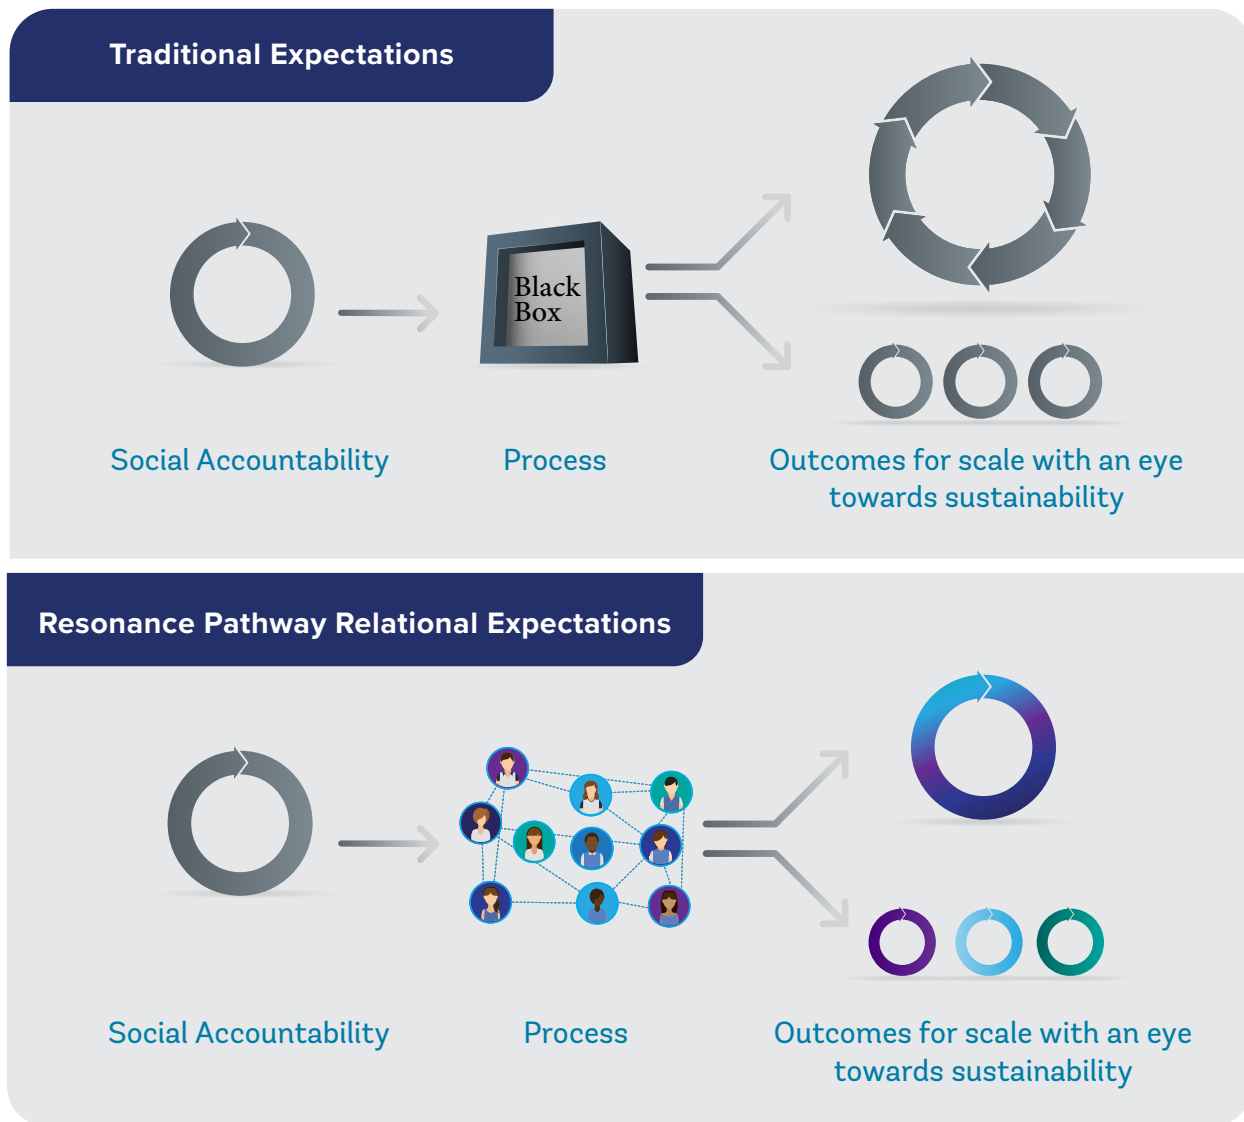 Traditional Expectations
Black
Box
Social Accountability
Process
Outcomes for scale with an eye
towards sustainability
Resonance Pathway Relational Expectations
Social Accountability
Process
Outcomes for scale with an eye
towards sustainability